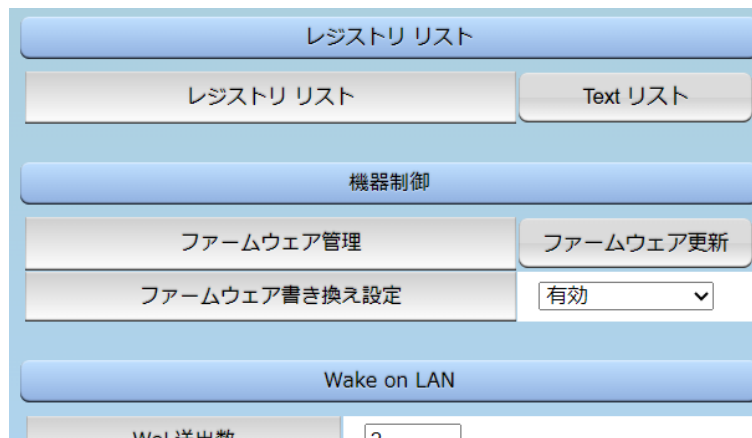 レジストリ リスト
レジストリ リスト Text リスト
機器制御
ファームウェア管理 ファームウェア更新
ファームウェア書き換え設定 有効
Wake on LAN